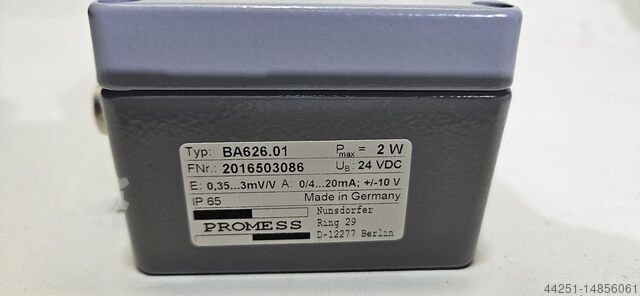 Typ: BA626.01 Pmax = 2 W
FNr.: 2016503086 UB: 24 VDC
E: 0,35...3mV/V A: 0/4...20mA; +/-10 V
IP 65 Made in Germany
PROMESS
Nunsdorfer
Ring 29
D-12277 Berlin
44251-14856061